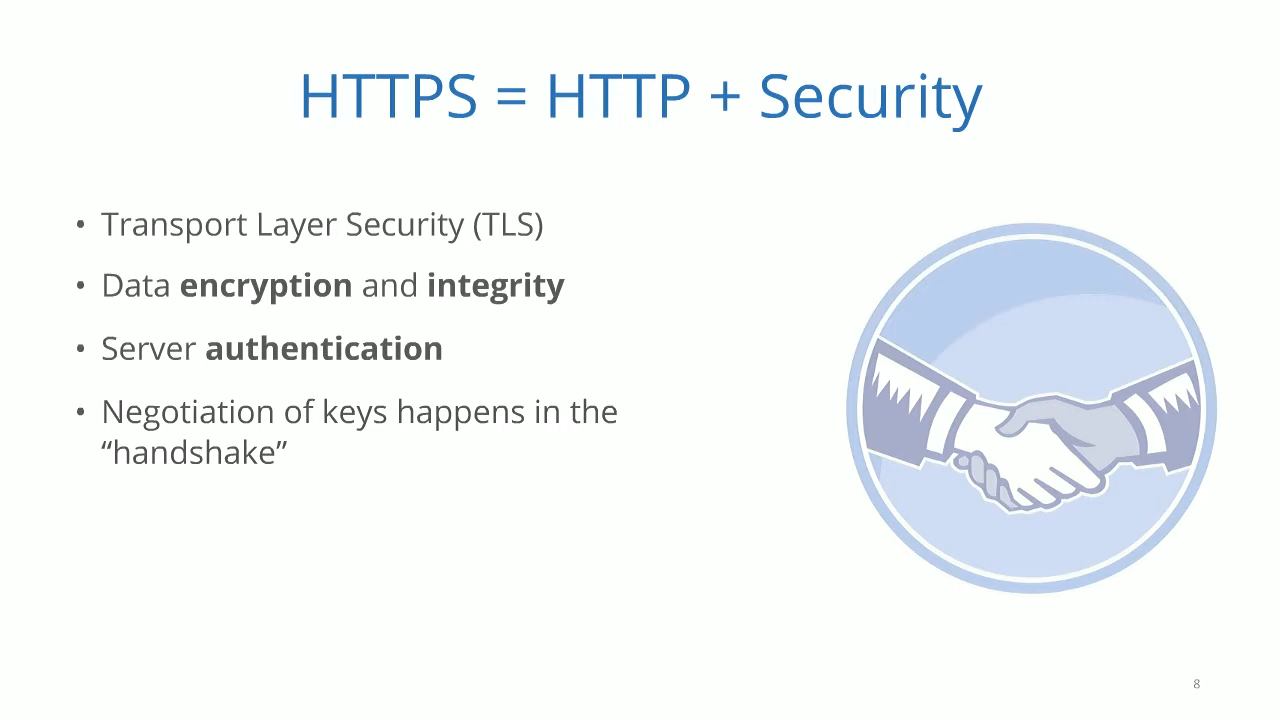 HTTPS = HTTP + Security
• Transport Layer Security (TLS)
• Data encryption and integrity
• Server authentication
• Negotiation of keys happens in the
“handshake”
8